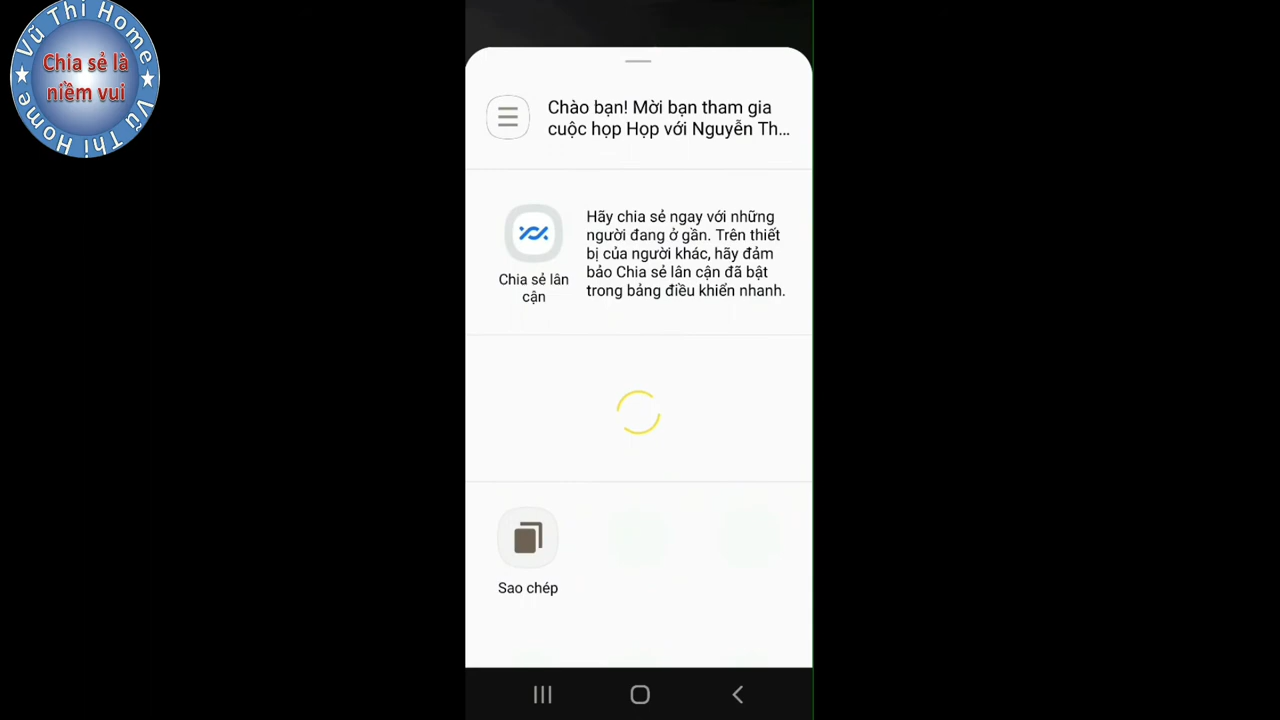 Vũ Thi Home
Chia sẻ là
niềm vui
Vũ Thi Home
Chào bạn! Mời bạn tham gia
cuộc họp Họp với Nguyễn Th...
Hãy chia sẻ ngay với những
người đang ở gần. Trên thiết
bị của người khác, hãy đảm
bảo Chia sẻ lân cận đã bật
trong bảng điều khiển nhanh.
Chia sẻ lân
cận
Sao chép